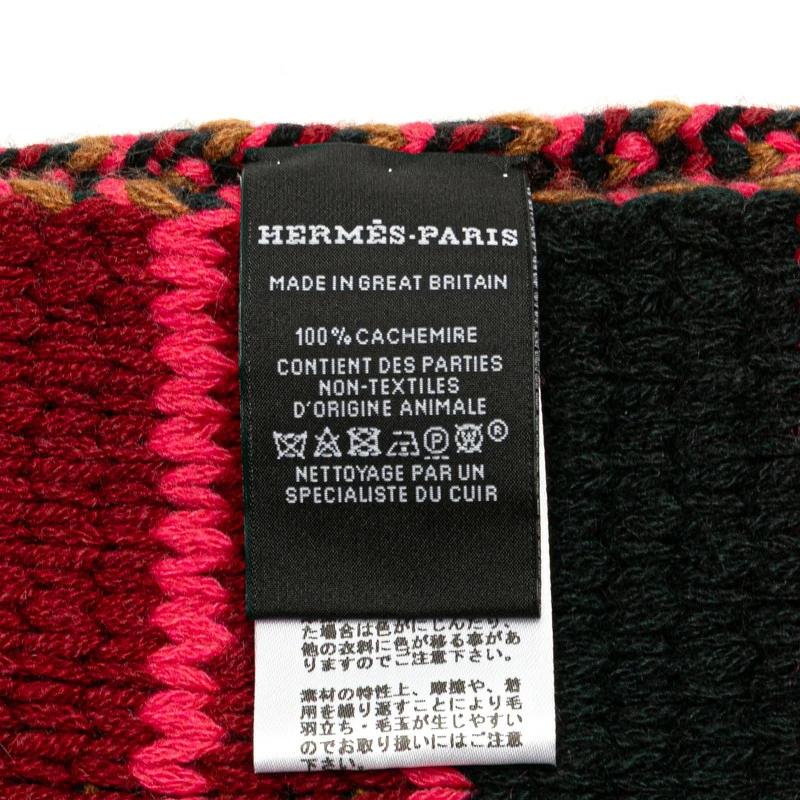 HERMÈS-PARIS
MADE IN GREAT BRITAIN
100% CACHEMIRE
CONTIENT DES PARTIES
NON-TEXTILES
D'ORIGINE ANIMALE
P W ®
NETTOYAGE PAR UN
SPECIALISTE DU CUIR
た場合は色がにじんだり、
他の衣料に色が移る事があ
りますのでご注意下さい。
素材の特性上、摩擦や、着
用を繰り返すことにより毛
羽立ち・毛玉が生じやすい
のでお取り扱いにはご注意
下さい。